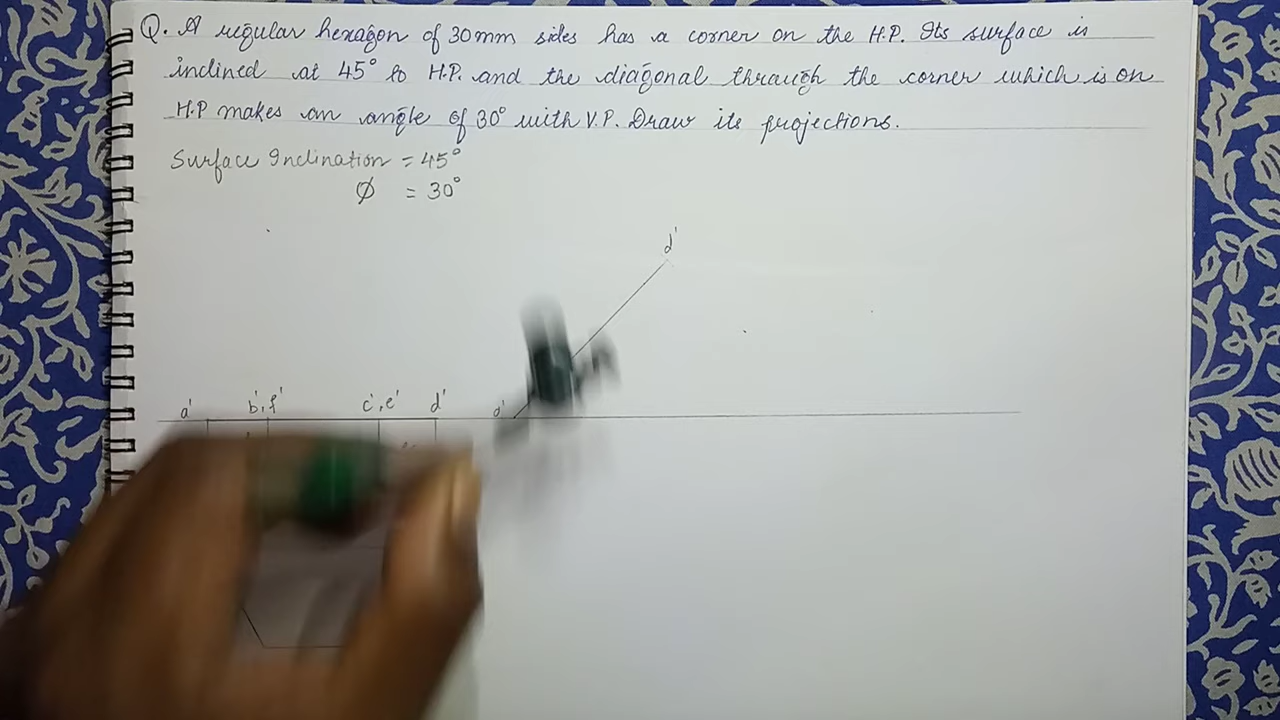 Q. A regular hexagon of 30mm sides has a corner on the H.P. Its surface is
inclined at 45° to H.P. and the diagonal through the corner which is on
H.P makes an angle of 30° with V.P. Draw its projections.
Surface Inclination = 45°
Ø = 30°
d'
a' b',f' c',e' d' a'